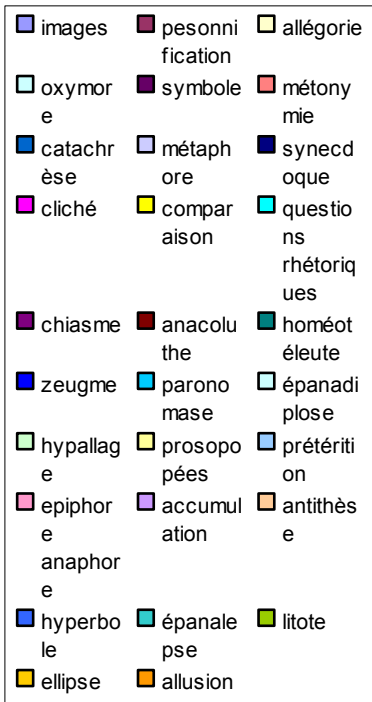 images pesonni allégorie
fication
oxymor symbole métony
e mie
catachr métaph synecd
èse ore oque
cliché compar questio
aison ns
rhétoriq
ues
chiasme anacolu homéot
the éleute
zeugme parono épanadi
mase plose
hypallag prosopo prétériti
e pées on
epiphor accumul antithès
e ation e
anaphor
e
hyperbo épanale litote
le pse
ellipse allusion